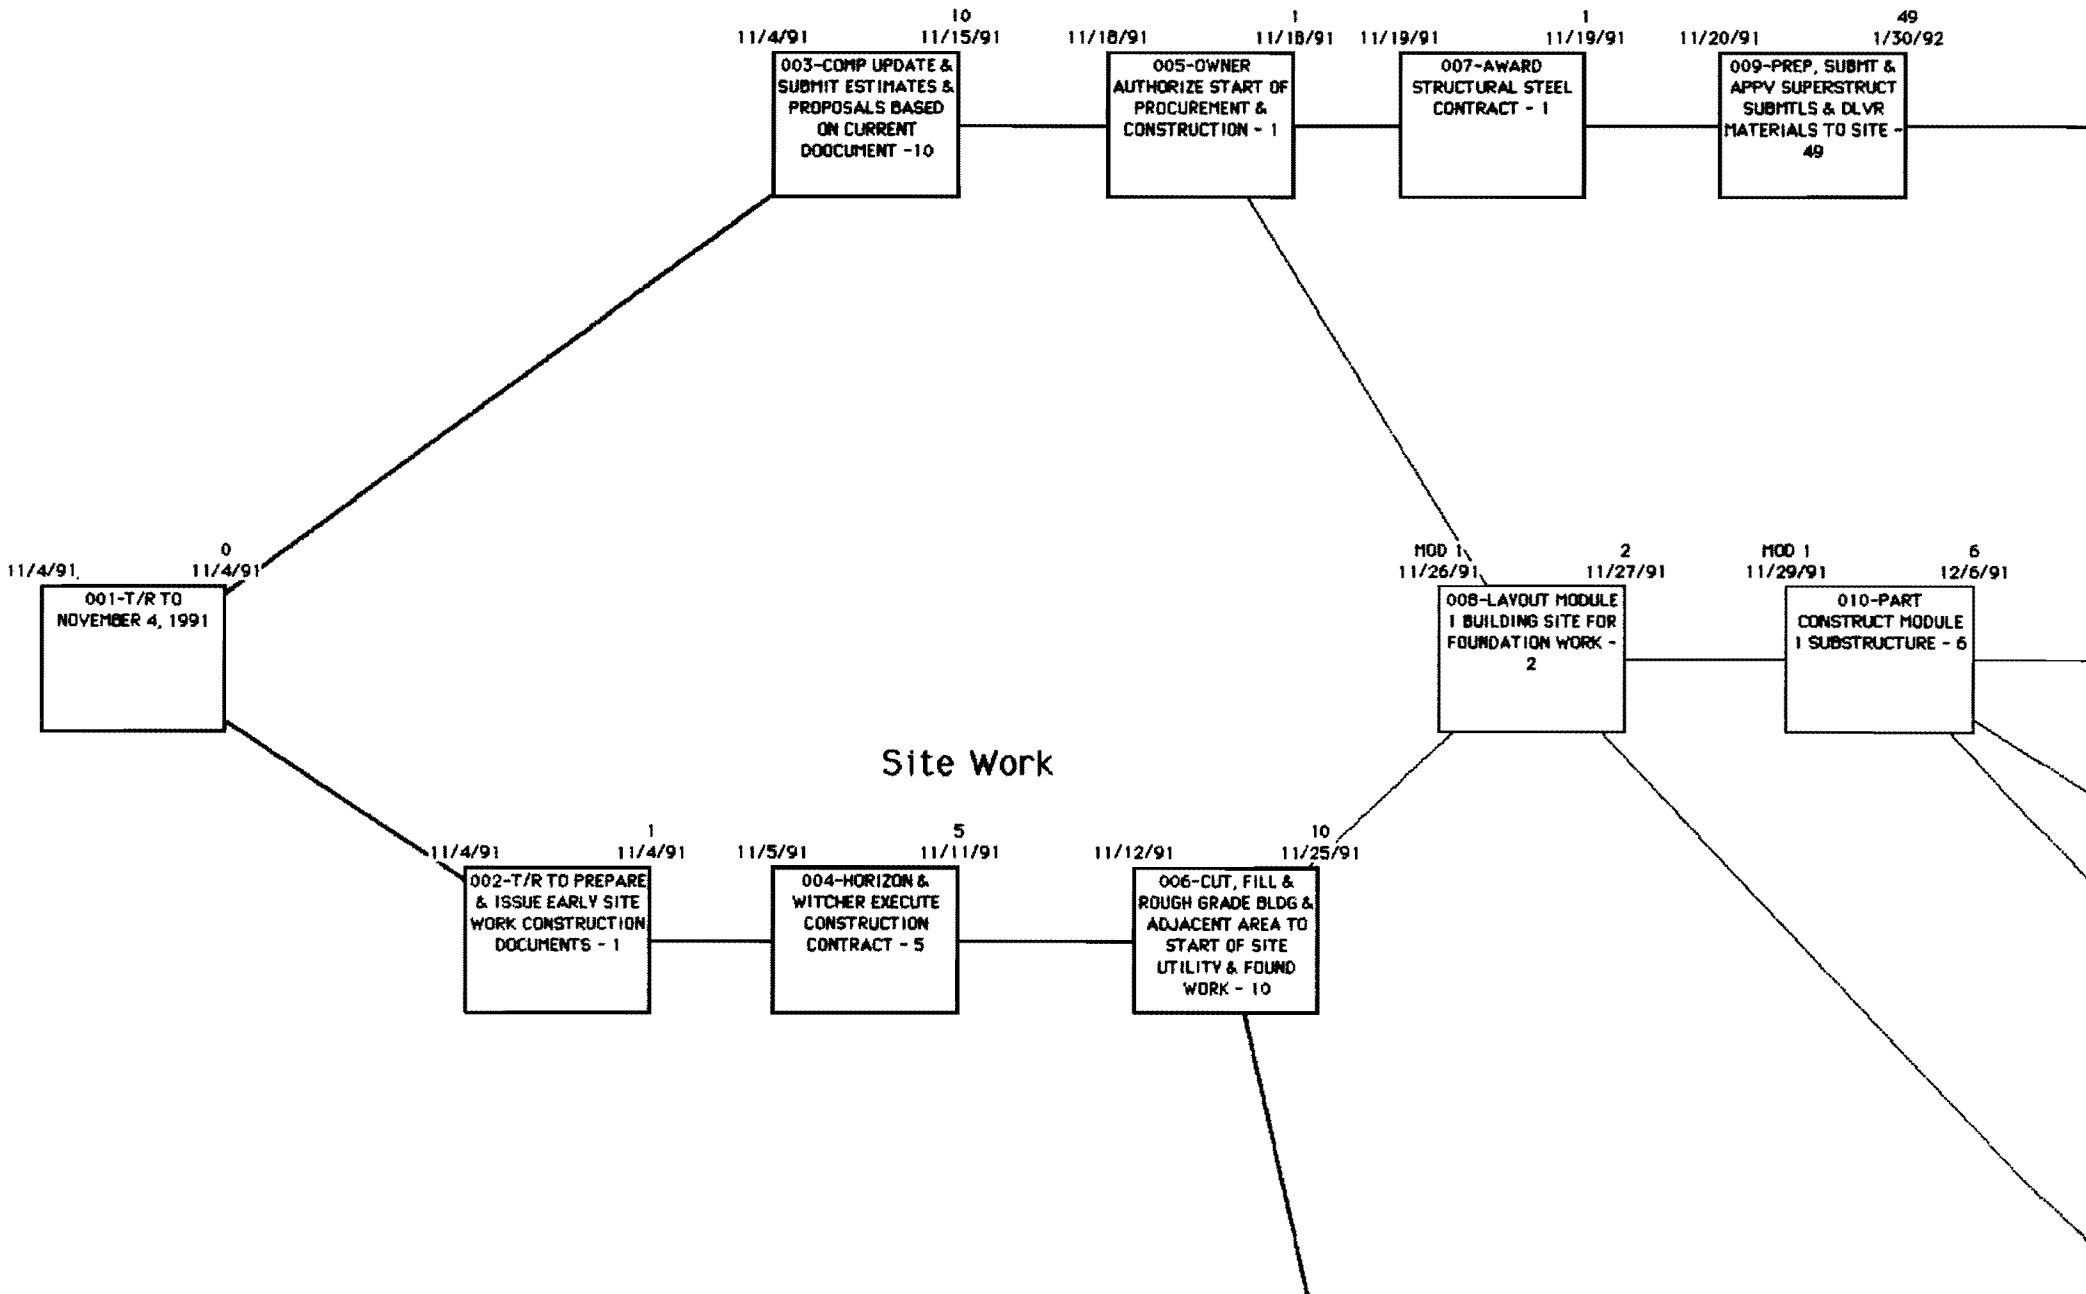 10
11/4/91 11/15/91
003-COMP UPDATE &
SUBMIT ESTIMATES &
PROPOSALS BASED
ON CURRENT
DOOCUMENT -10
1
11/18/91 11/18/91
005-OWNER
AUTHORIZE START OF
PROCUREMENT &
CONSTRUCTION - 1
1
11/19/91 11/19/91
007-AWARD
STRUCTURAL STEEL
CONTRACT - 1
49
11/20/91 1/30/92
009-PREP, SUBMT &
APPV SUPERSTRUCT
SUBMTLS & DLVR
MATERIALS TO SITE -
49
0
11/4/91 11/4/91
001-T/R TO
NOVEMBER 4, 1991
MOD 1 2
11/26/91 11/27/91
008-LAYOUT MODULE
1 BUILDING SITE FOR
FOUNDATION WORK -
2
MOD 1 6
11/29/91 12/6/91
010-PART
CONSTRUCT MODULE
1 SUBSTRUCTURE - 6
Site Work
1
11/4/91 11/4/91
002-T/R TO PREPARE
& ISSUE EARLY SITE
WORK CONSTRUCTION
DOCUMENTS - 1
5
11/5/91 11/11/91
004-HORIZON &
WITCHER EXECUTE
CONSTRUCTION
CONTRACT - 5
10
11/12/91 11/25/91
006-CUT, FILL &
ROUGH GRADE BLDG &
ADJACENT AREA TO
START OF SITE
UTILITY & FOUND
WORK - 10